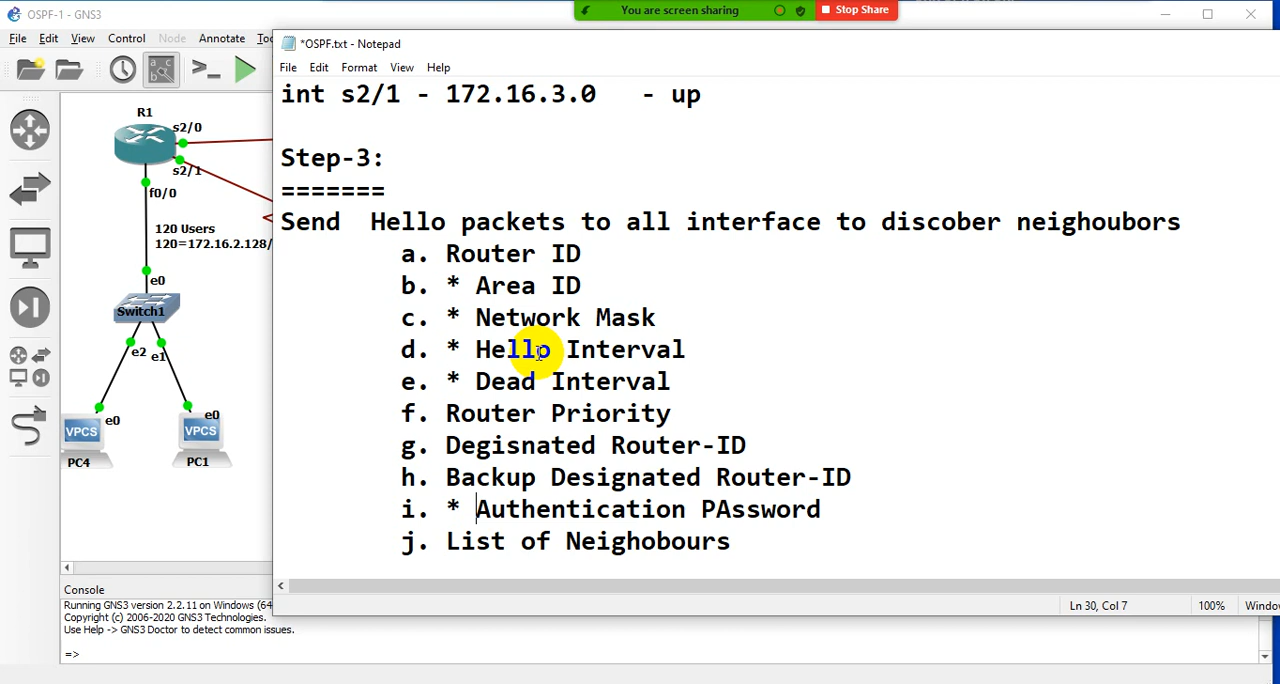 OSPF-1 - GNS3
You are screen sharing
Stop Share
File Edit View Control Node Annotate
*OSPF.txt - Notepad
File Edit Format View Help
int s2/1 - 172.16.3.0 - up
Step-3:
=======
Send Hello packets to all interface to discober neighoubors
a. Router ID
b. * Area ID
c. * Network Mask
d. * Hello Interval
e. * Dead Interval
f. Router Priority
g. Degisnated Router-ID
h. Backup Designated Router-ID
i. * Authentication PAssword
j. List of Neighobours
Ln 30, Col 7
100%
R1
s2/0
s2/1
f0/0
120 Users
120=172.16.2.128/
e0
Switch1
e2 e1
e0
e0
VPCS
VPCS
PC4
PC1
Console
Running GNS3 version 2.2.11 on Windows (64
Copyright (c) 2006-2020 GNS3 Technologies.
Use Help -> GNS3 Doctor to detect common issues.
=>